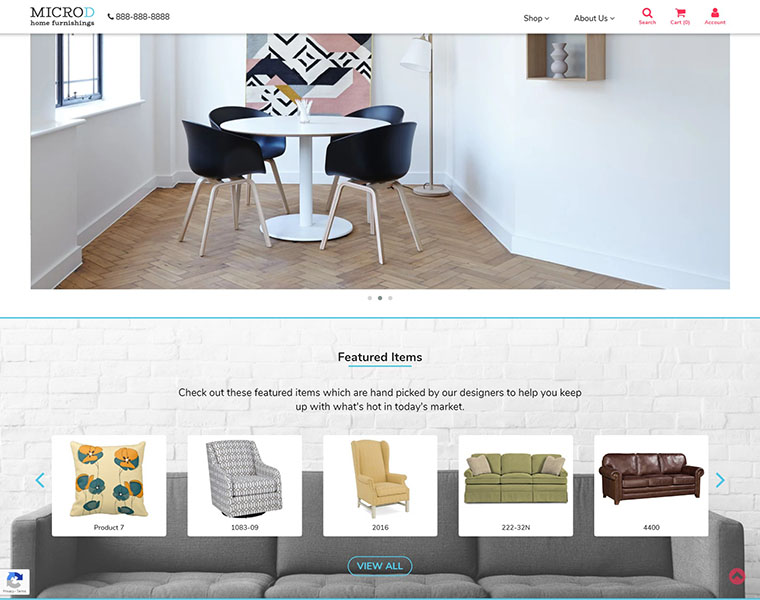 MICROD
home furnishings
888-888-8888
Shop
About Us
Search
Cart (0)
Account
Featured Items
Check out these featured items which are hand picked by our designers to help you keep
up with what's hot in today's market.
Product 7
1083-09
2016
222-32N
4400
VIEW ALL
Privacy - Terms